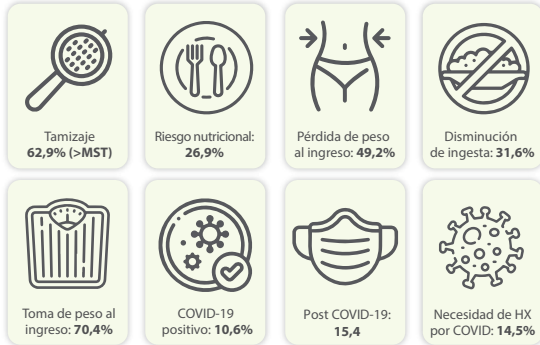 Tamizaje
62,9% (>MST)
Riesgo nutricional:
26,9%
Pérdida de peso
al ingreso: 49,2%
Disminución
de ingesta: 31,6%
Toma de peso al
ingreso: 70,4%
COVID-19
positivo: 10,6%
Post COVID-19:
15,4
Necesidad de HX
por COVID: 14,5%